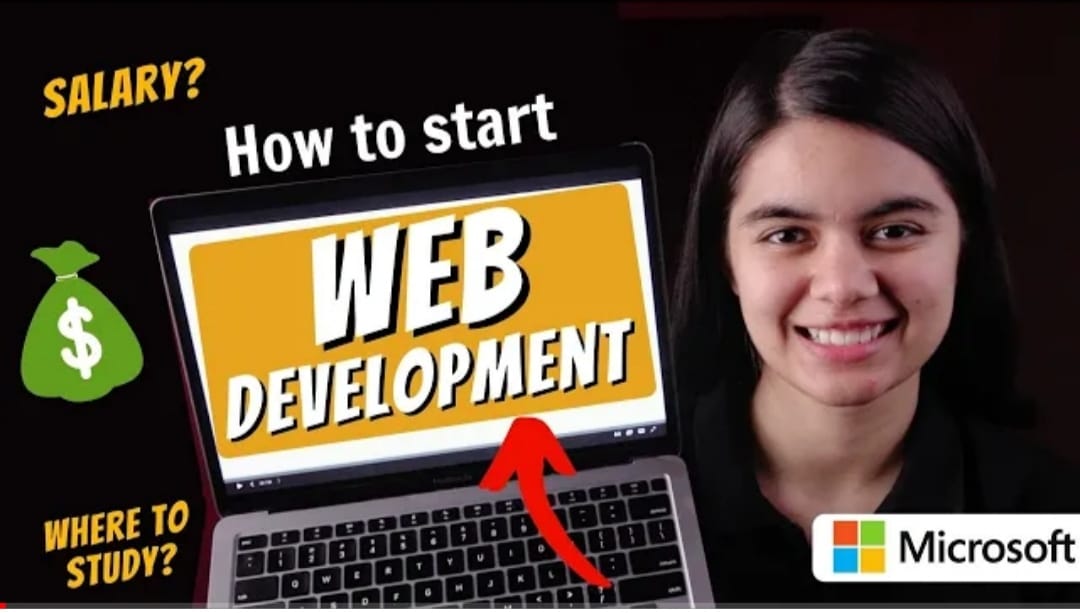 SALARY?
How to start
WEB
DEVELOPMENT
$
WHERE TO
STUDY?
Microsoft